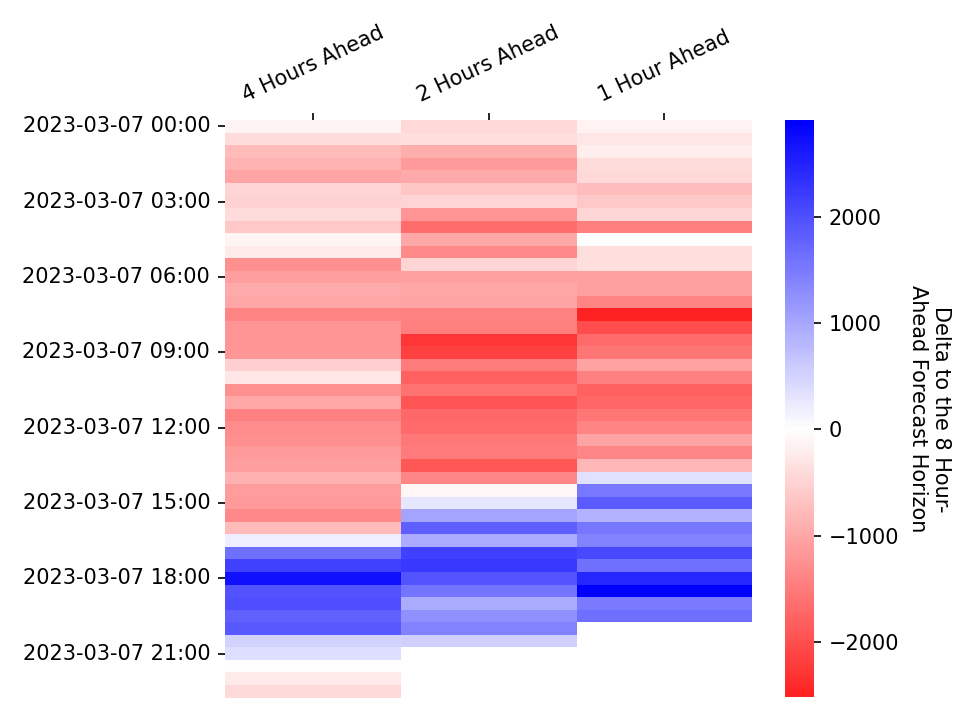 4 Hours Ahead
2 Hours Ahead
1 Hour Ahead
2023-03-07 00:00
2023-03-07 03:00
2023-03-07 06:00
2023-03-07 09:00
2023-03-07 12:00
2023-03-07 15:00
2023-03-07 18:00
2023-03-07 21:00
2000
1000
0
−1000
−2000
Delta to the 8 Hour-
Ahead Forecast Horizon